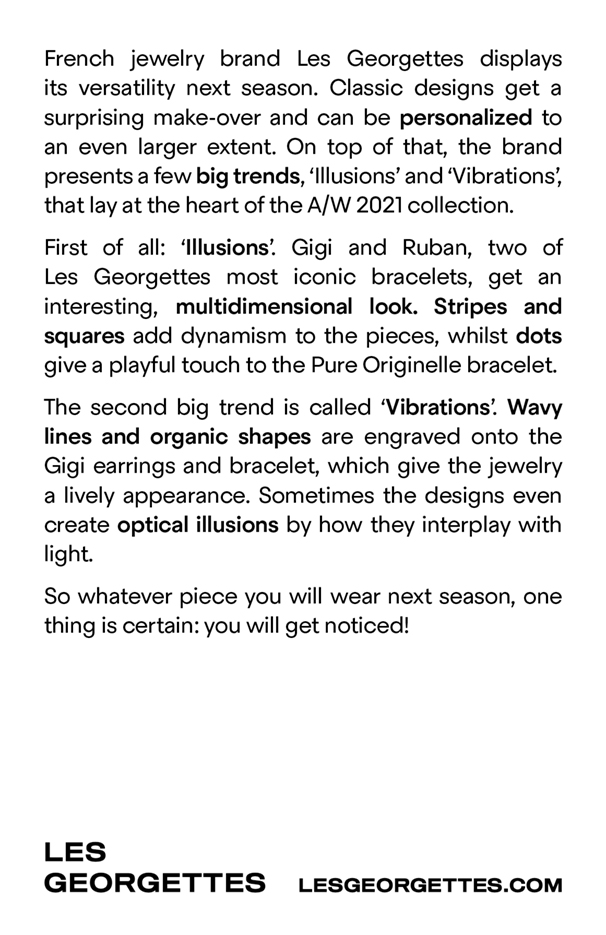 French jewelry brand Les Georgettes displays
its versatility next season. Classic designs get a
surprising make-over and can be personalized to
an even larger extent. On top of that, the brand
presents a few big trends, ‘Illusions’ and ‘Vibrations’,
that lay at the heart of the A/W 2021 collection.
First of all: ‘Illusions’. Gigi and Ruban, two of
Les Georgettes most iconic bracelets, get an
interesting, multidimensional look. Stripes and
squares add dynamism to the pieces, whilst dots
give a playful touch to the Pure Originelle bracelet.
The second big trend is called ‘Vibrations’. Wavy
lines and organic shapes are engraved onto the
Gigi earrings and bracelet, which give the jewelry
a lively appearance. Sometimes the designs even
create optical illusions by how they interplay with
light.
So whatever piece you will wear next season, one
thing is certain: you will get noticed!
LES
GEORGETTES
LESGEORGETTES.COM